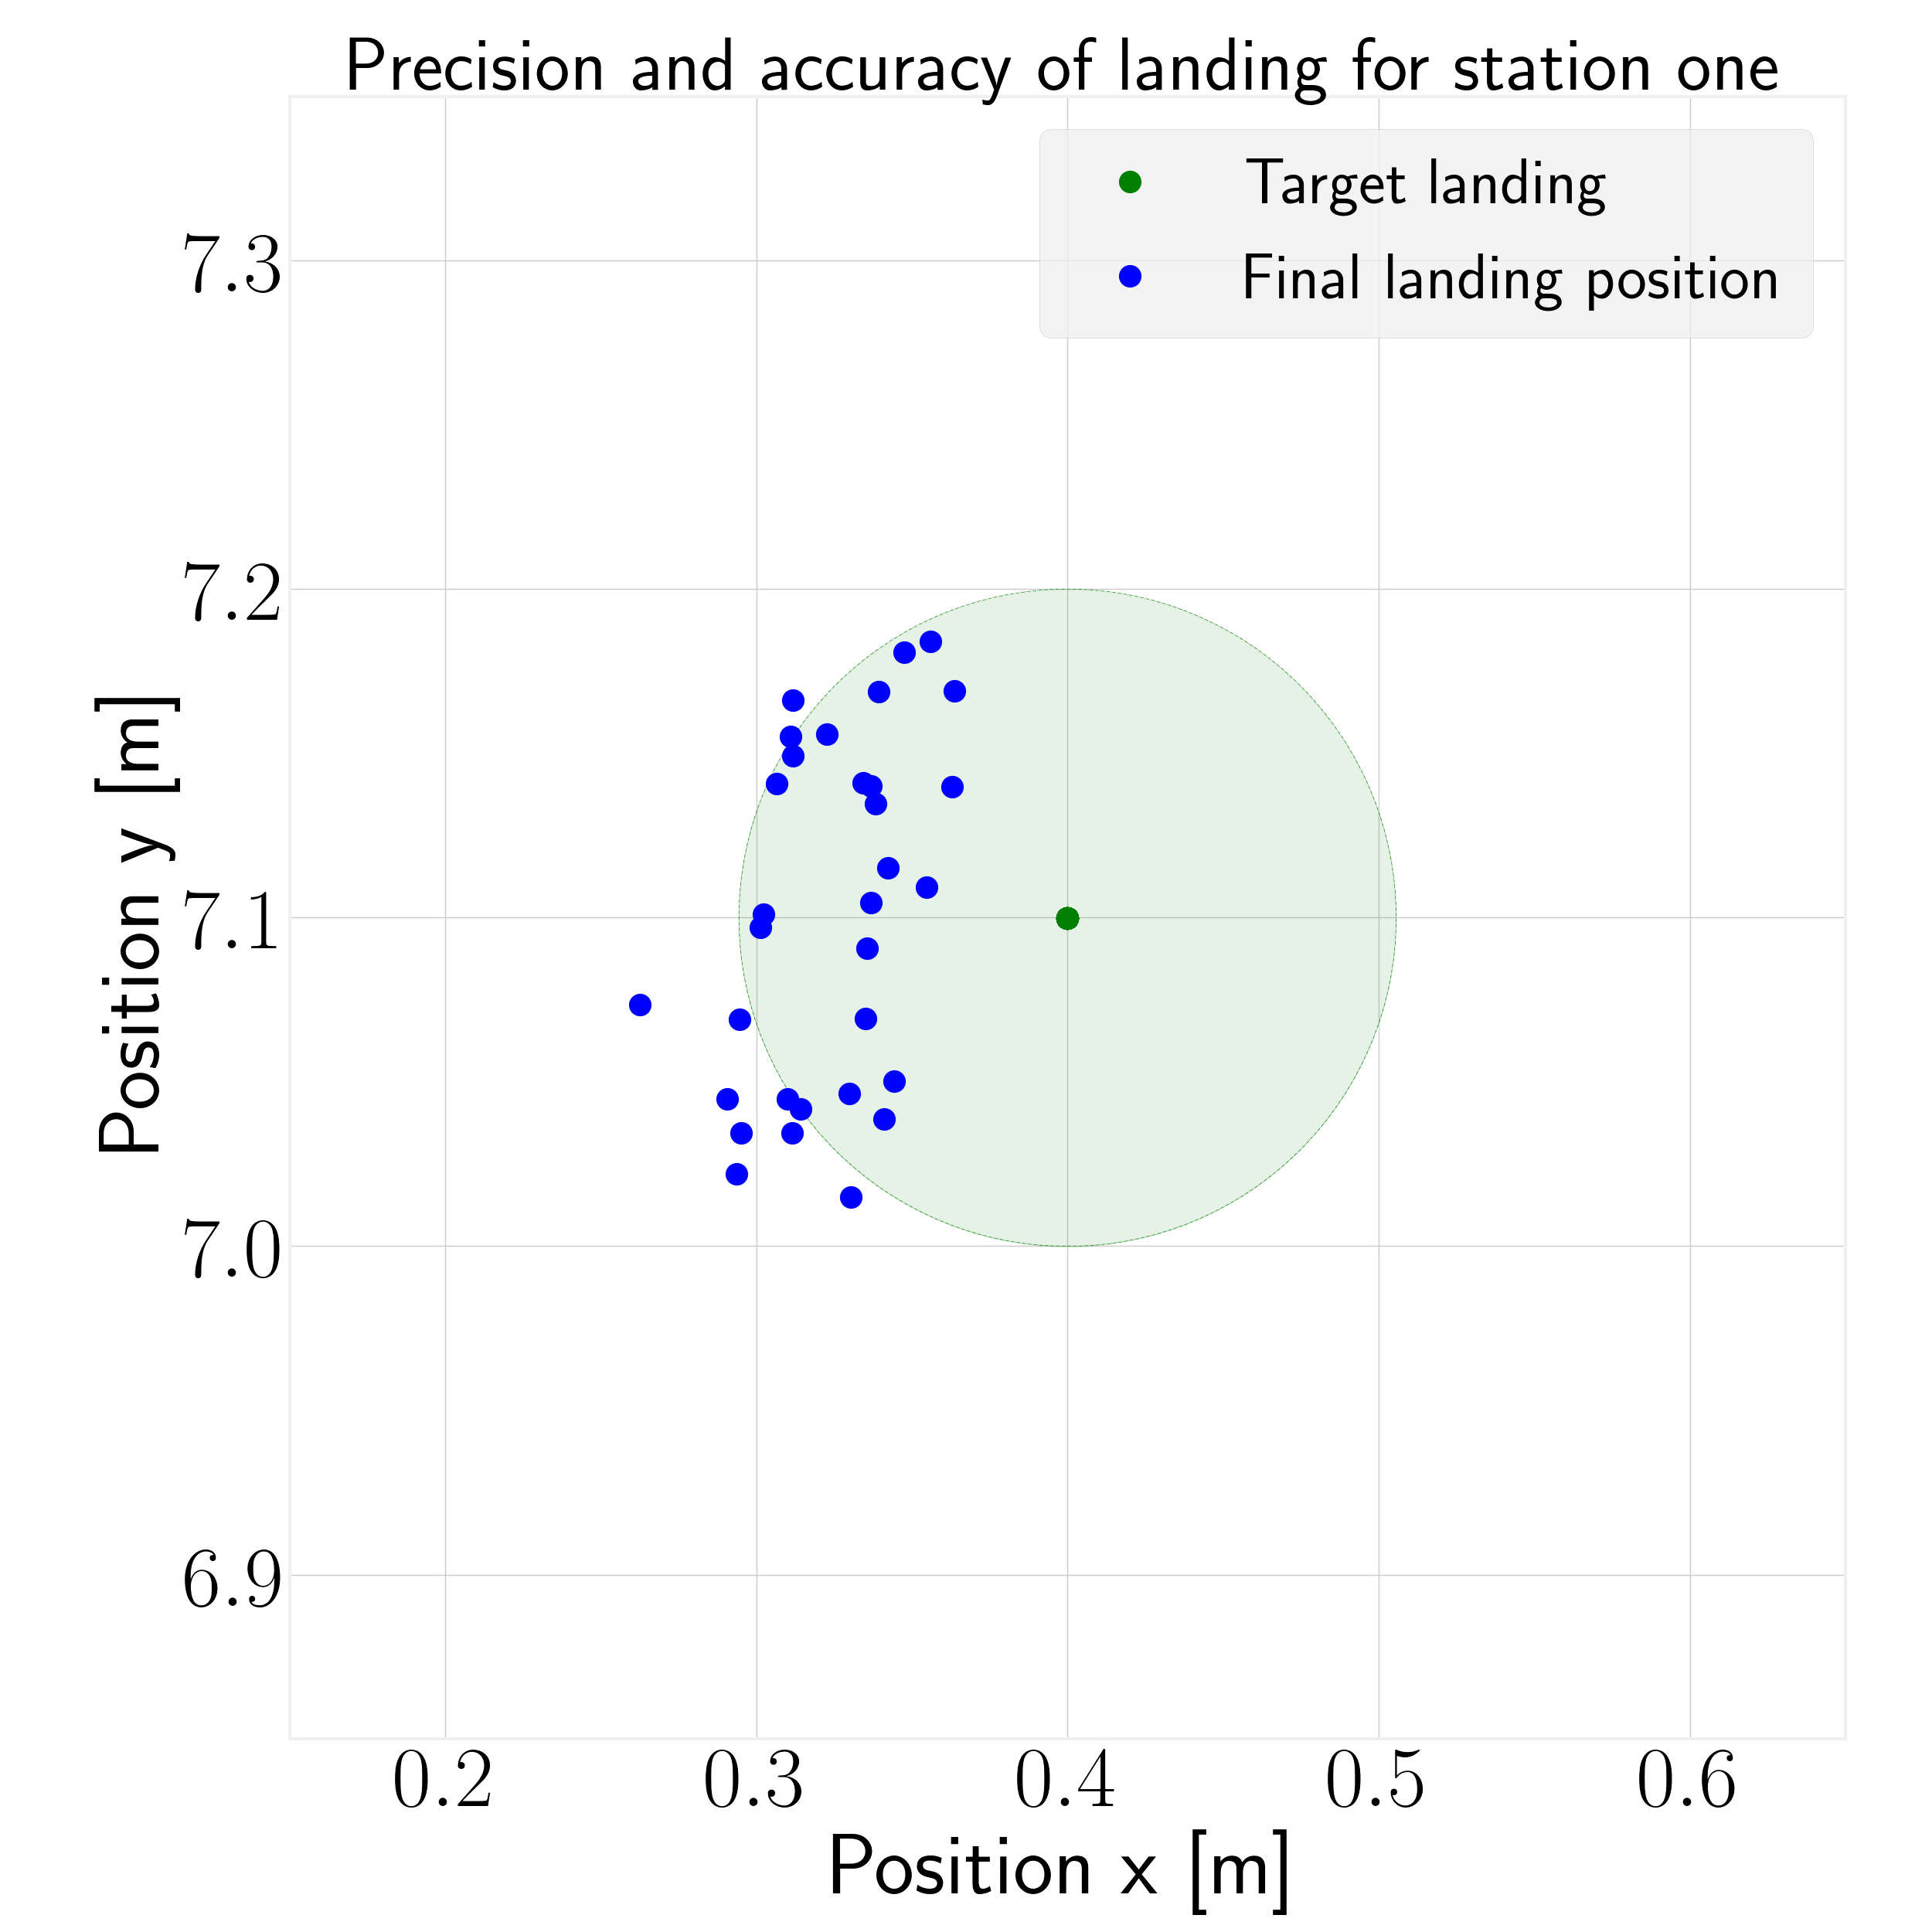 Precision and accuracy of landing for station one
Target landing
Final landing position
7.3
7.2
7.1
7.0
6.9
Position y [m]
0.2 0.3 0.4 0.5 0.6
Position x [m]